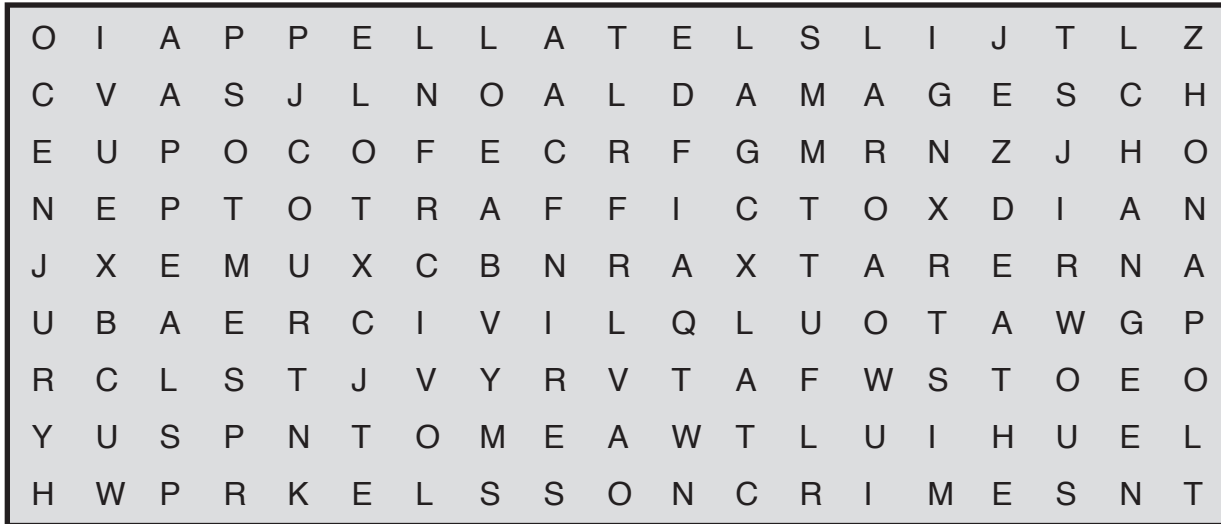 O I A P P E L L A T E L S L I J T L Z
C V A S J L N O A L D A M A G E S C H
E U P O C O F E C R F G M R N Z J H O
N E P T O T R A F F I C T O X D I A N
J X E M U X C B N R A X T A R E R N A
U B A E R C I V I L Q L U O T A W G P
R C L S T J V Y R V T A F W S T O E O
Y U S P N T O M E A W T L U I H U E L
H W P R K E L S S O N C R I M E S N T